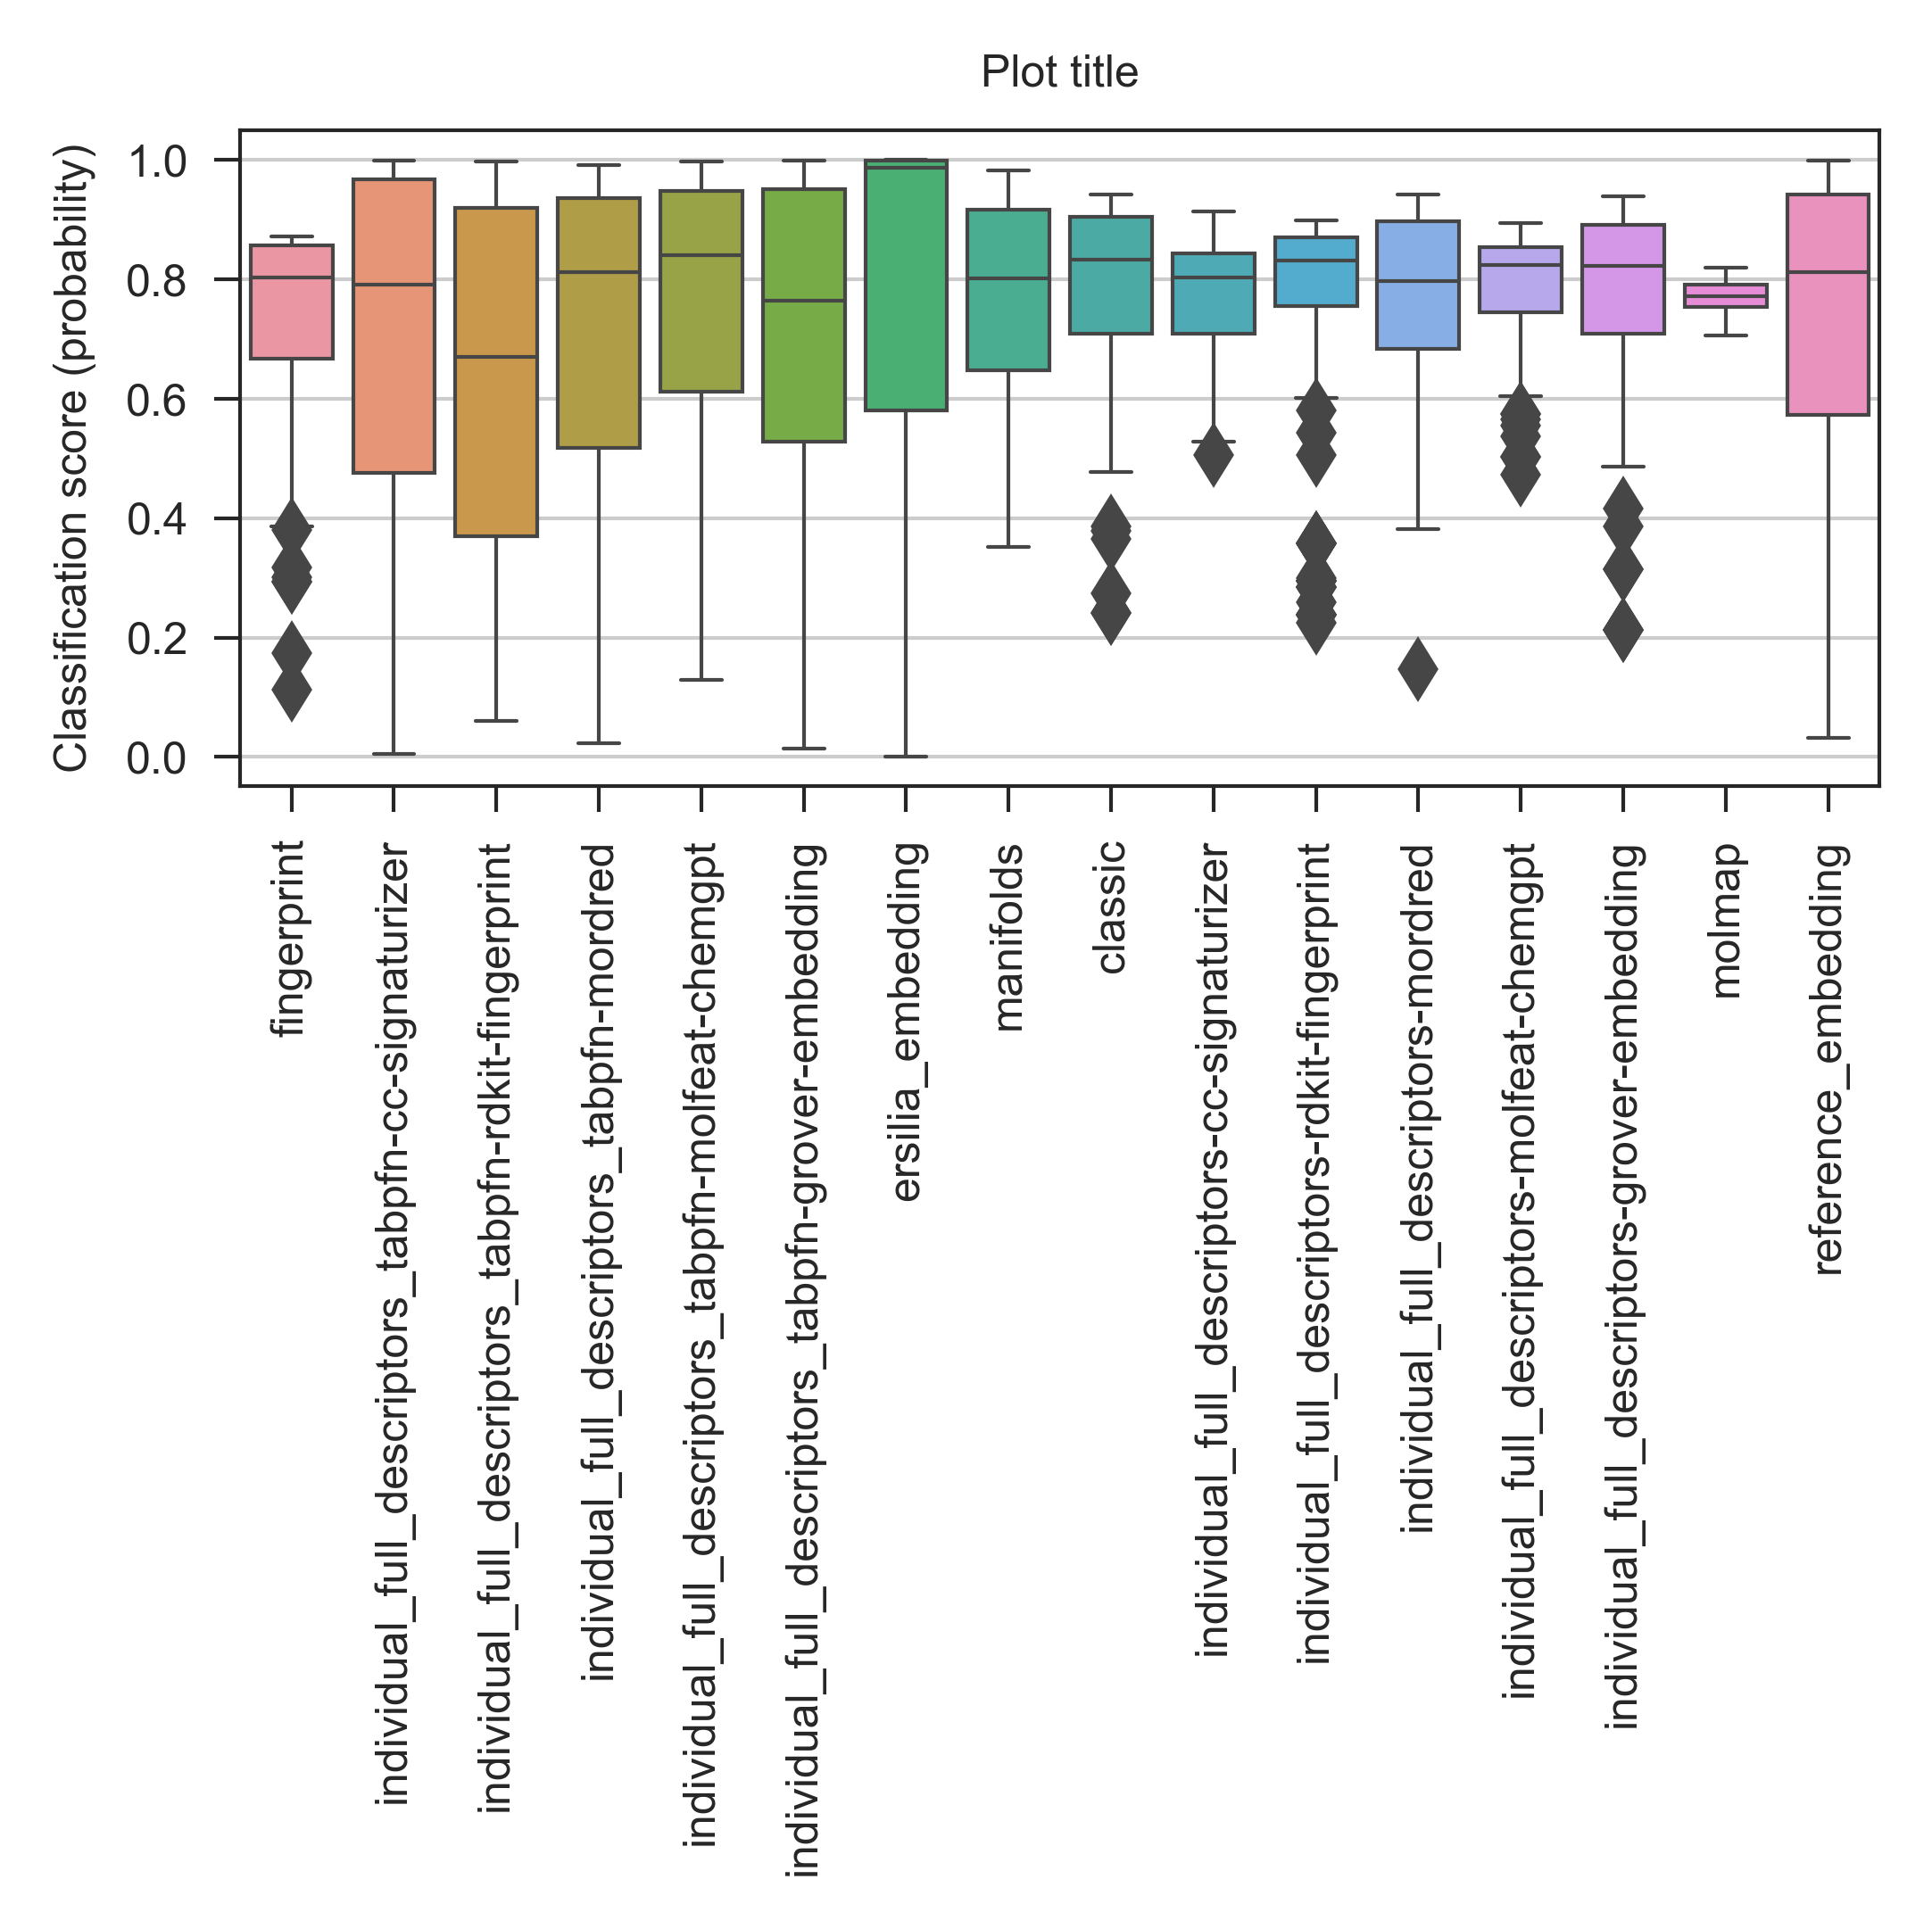 Plot title
Classification score (probability)
1.0
0.8
0.6
0.4
0.2
0.0
fingerprint
individual_full_descriptors_tabpfn-cc-signaturizer
individual_full_descriptors_tabpfn-rdkit-fingerprint
individual_full_descriptors_tabpfn-mordred
individual_full_descriptors_tabpfn-molfeat-chemgpt
individual_full_descriptors_tabpfn-grover-embedding
ersilia_embedding
manifolds
classic
individual_full_descriptors-cc-signaturizer
individual_full_descriptors-rdkit-fingerprint
individual_full_descriptors-mordred
individual_full_descriptors-molfeat-chemgpt
individual_full_descriptors-grover-embedding
molmap
reference_embedding